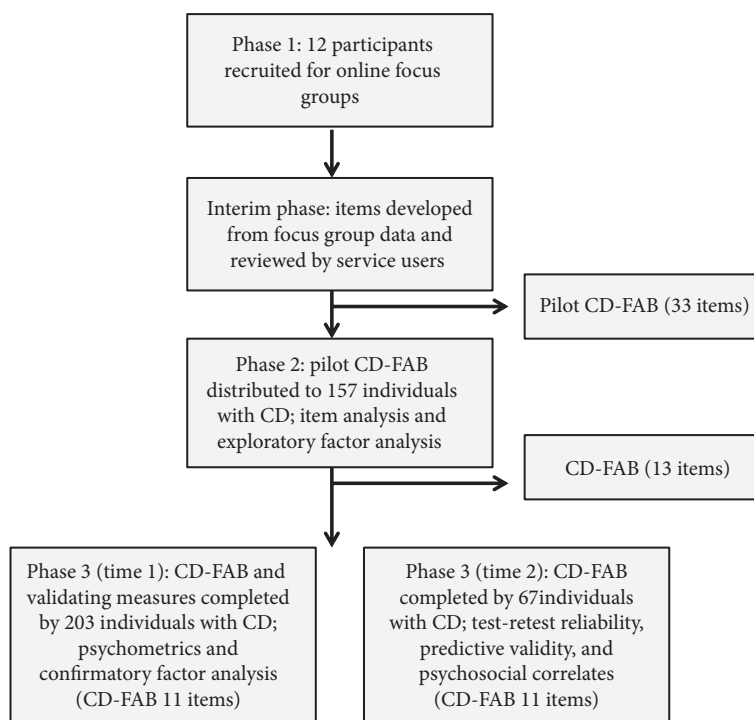 Phase 1: 12 participants
recruited for online focus
groups
Interim phase: items developed
from focus group data and
reviewed by service users
Pilot CD-FAB (33 items)
Phase 2: pilot CD-FAB
distributed to 157 individuals
with CD; item analysis and
exploratory factor analysis
CD-FAB (13 items)
Phase 3 (time 1): CD-FAB and
validating measures completed
by 203 individuals with CD;
psychometrics and
confirmatory factor analysis
(CD-FAB 11 items)
Phase 3 (time 2): CD-FAB
completed by 67individuals
with CD; test-retest reliability,
predictive validity, and
psychosocial correlates
(CD-FAB 11 items)